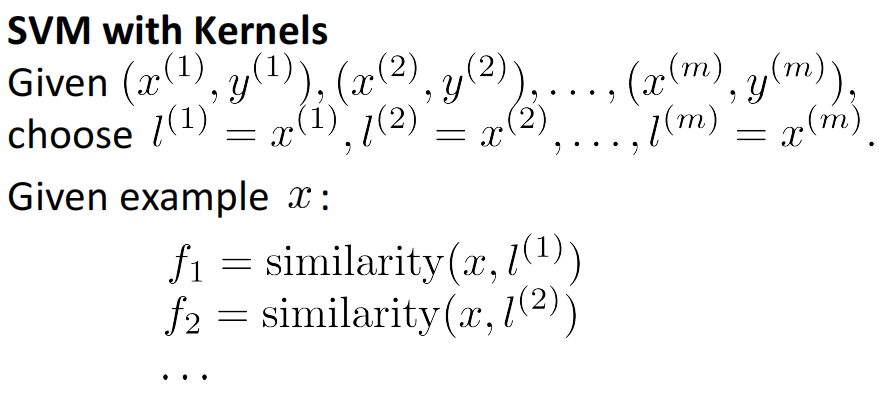 SVM with Kernels
Given (x^{(1)}, y^{(1)}), (x^{(2)}, y^{(2)}), . . . , (x^{(m)}, y^{(m)}),
choose l^{(1)} = x^{(1)}, l^{(2)} = x^{(2)}, . . . , l^{(m)} = x^{(m)}.
Given example x:
f_1 = similarity(x, l^{(1)})
f_2 = similarity(x, l^{(2)})
. . .